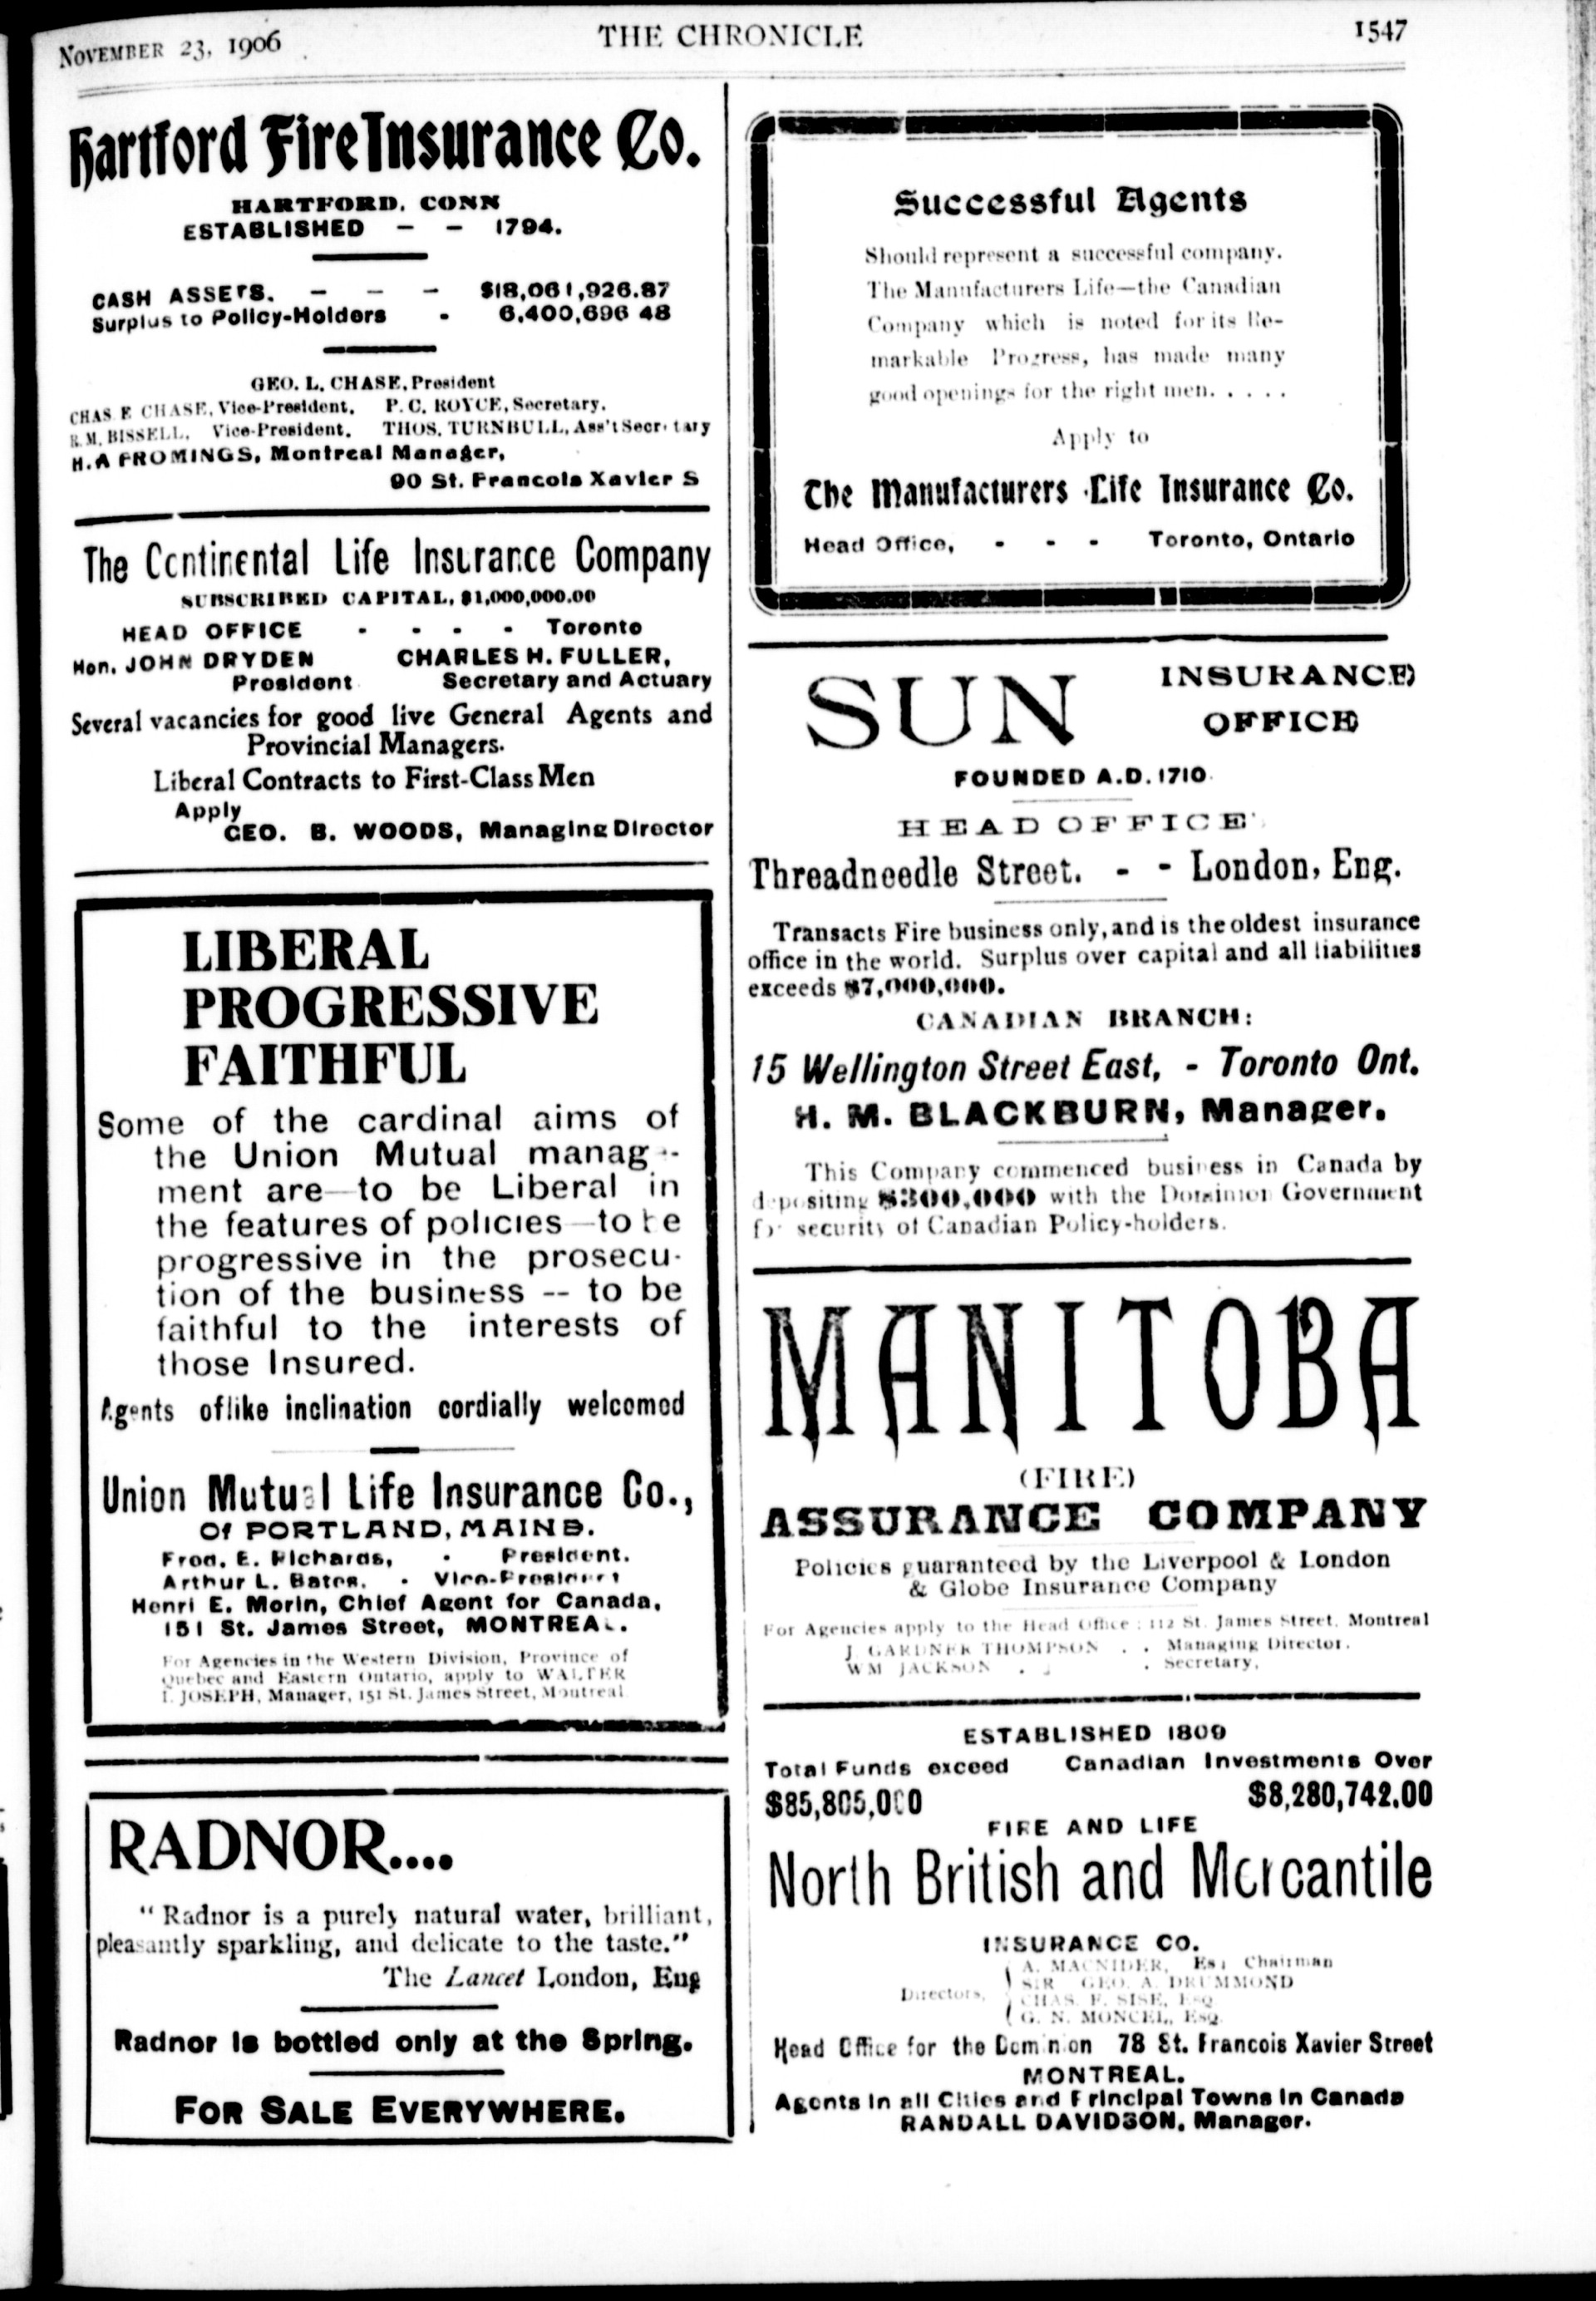 NOVEMBER 23, 1906 THE CHRONICLE 1547
Hartford Fire Insurance Co.
HARTFORD, CONN
ESTABLISHED - - 1794.
CASH ASSETS. - - - $18,061,926.87
Surplus to Policy-Holders - 6,400,696 48
GEO. L. CHASE, President
CHAS E CHASE, Vice-President. P. C. ROYCE, Secretary.
R. M. BISSELL, Vice-President. THOS. TURNBULL, Ass't Secretary
H. A FROMINGS, Montreal Manager,
90 St. Francois Xavier S
The Continental Life Insurance Company
SUBSCRIBED CAPITAL, $1,000,000.00
HEAD OFFICE - - - - Toronto
Hon. JOHN DRYDEN CHARLES H. FULLER,
President Secretary and Actuary
Several vacancies for good live General Agents and
Provincial Managers.
Liberal Contracts to First-Class Men
Apply
GEO. B. WOODS, Managing Director
LIBERAL
PROGRESSIVE
FAITHFUL
Some of the cardinal aims of
the Union Mutual manage-
ment are—to be Liberal in
the features of policies—to be
progressive in the prosecu-
tion of the business -- to be
faithful to the interests of
those Insured.
Agents of like inclination cordially welcomed
Union Mutual Life Insurance Co.,
Of PORTLAND, MAINE.
Fred. E. Richards, - President.
Arthur L. Bates, - Vice-President
Henri E. Morin, Chief Agent for Canada,
151 St. James Street, MONTREAL.
For Agencies in the Western Division, Province of
Quebec and Eastern Ontario, apply to WALTER
I. JOSEPH, Manager, 151 St. James Street, Montreal
RADNOR....
"Radnor is a purely natural water, brilliant,
pleasantly sparkling, and delicate to the taste."
The Lancet London, Eng
Radnor is bottled only at the Spring.
FOR SALE EVERYWHERE.
Successful Agents
Should represent a successful company.
The Manufacturers Life—the Canadian
Company which is noted for its Re-
markable Progress, has made many
good openings for the right men. . . . .
Apply to
The Manufacturers Life Insurance Co.
Head Office, - - - Toronto, Ontario
SUN INSURANCE
OFFICE
FOUNDED A.D. 1710
HEAD OFFICE
Threadneedle Street. - - London, Eng.
Transacts Fire business only, and is the oldest insurance
office in the world. Surplus over capital and all liabilities
exceeds $7,000,000.
CANADIAN BRANCH:
15 Wellington Street East, - Toronto Ont.
H. M. BLACKBURN, Manager.
This Company commenced business in Canada by
depositing $300,000 with the Dominion Government
for security of Canadian Policy-holders.
MANITOBA
(FIRE)
ASSURANCE COMPANY
Policies guaranteed by the Liverpool & London
& Globe Insurance Company
For Agencies apply to the Head Office : 112 St. James Street, Montreal
J. GARDNER THOMPSON . . Managing Director.
WM JACKSON . . . Secretary.
ESTABLISHED 1809
Total Funds exceed Canadian Investments Over
$85,805,000 $8,280,742.00
FIRE AND LIFE
North British and Mercantile
INSURANCE CO.
A. MACNIDER, Esq Chairman
Directors, SIR GEO. A. DRUMMOND
CHAS. F. SISE, ESQ
G. N. MONCEL, ESQ.
Head Office for the Dominion 78 St. Francois Xavier Street
MONTREAL.
Agents in all Cities and Principal Towns in Canada
RANDALL DAVIDSON, Manager.